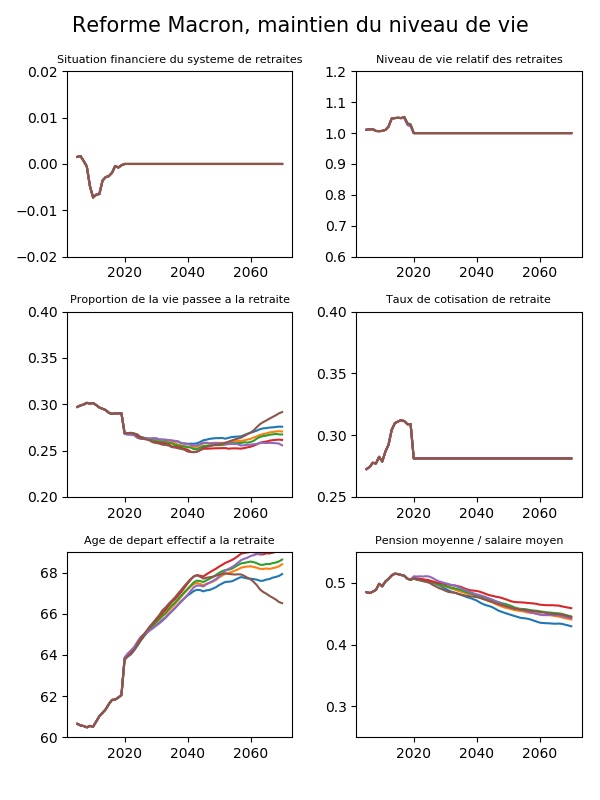 Reforme Macron, maintien du niveau de vie
Situation financiere du systeme de retraites
Niveau de vie relatif des retraites
0.02
0.01
0.00
−0.01
−0.02
2020 2040 2060
1.2
1.1
1.0
0.9
0.8
0.7
0.6
2020 2040 2060
Proportion de la vie passee a la retraite
Taux de cotisation de retraite
0.40
0.35
0.30
0.25
0.20
2020 2040 2060
0.40
0.35
0.30
0.25
2020 2040 2060
Age de depart effectif a la retraite
Pension moyenne / salaire moyen
68
66
64
62
60
2020 2040 2060
0.5
0.4
0.3
2020 2040 2060